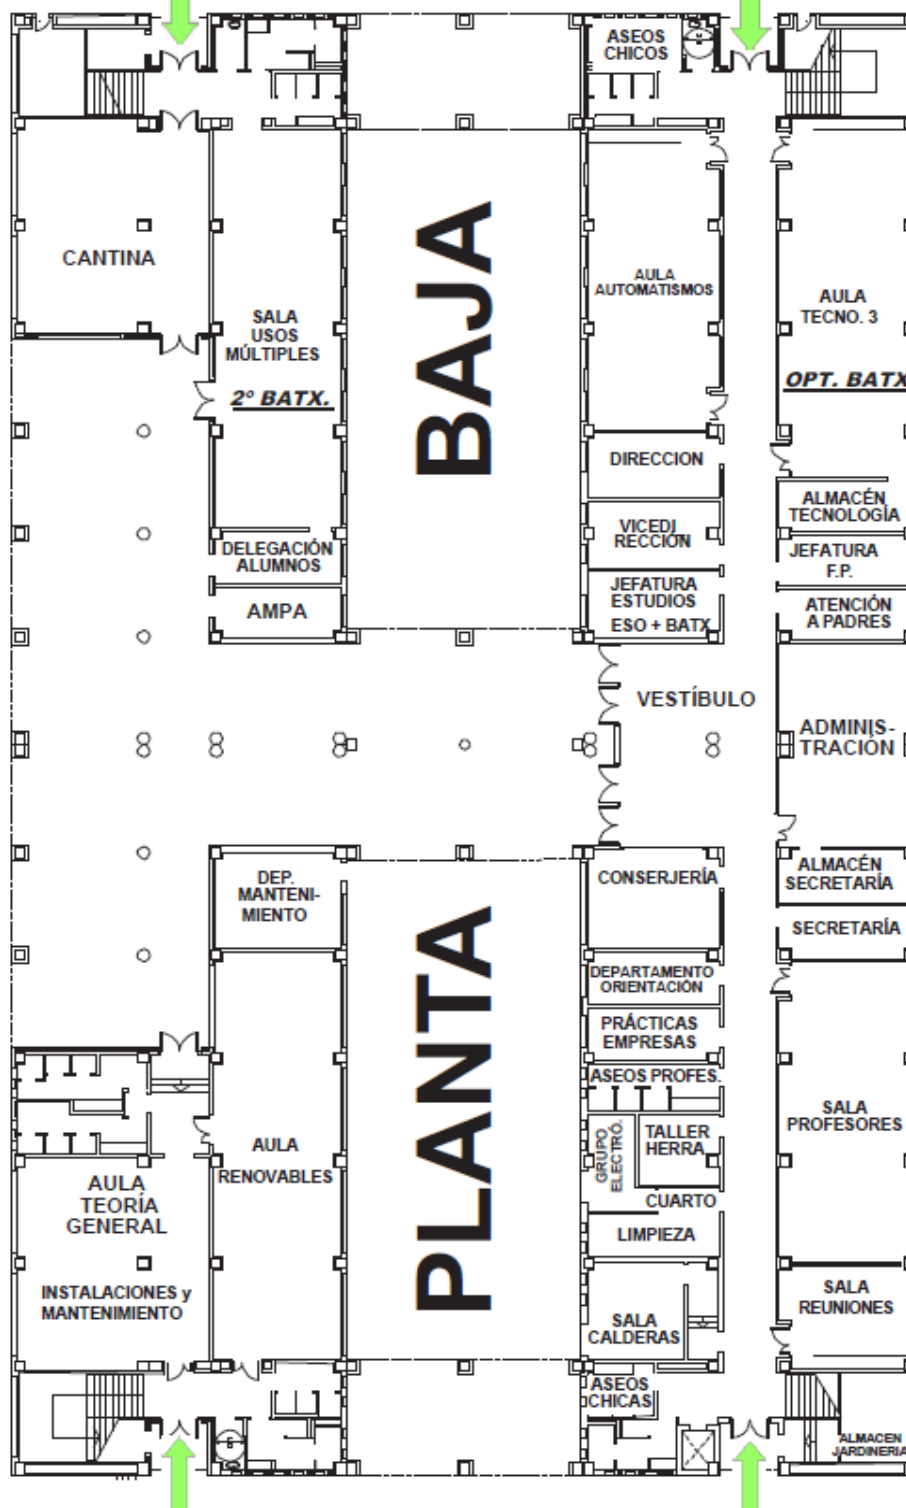 ASEOS
CHICOS
CANTINA
SALA
USOS
MÚLTIPLES
2º BATX.
DELEGACIÓN
ALUMNOS
AMPA
BAJA
AULA
AUTOMATISMOS
DIRECCION
VICEDI
RECCIÓN
JEFATURA
ESTUDIOS
ESO + BATX
AULA
TECNO. 3
OPT. BATX
ALMACÉN
TECNOLOGÍA
JEFATURA
F.P.
ATENCIÓN
A PADRES
VESTÍBULO
ADMINIS-
TRACIÓN
DEP.
MANTENI-
MIENTO
AULA
RENOVABLES
AULA
TEORÍA
GENERAL
INSTALACIONES y
MANTENIMIENTO
PLANTA
CONSERJERÍA
DEPARTAMENTO
ORIENTACIÓN
PRÁCTICAS
EMPRESAS
ASEOS PROFES.
GRUPO
ELECTRÓ.
TALLER
HERRA.
CUARTO
LIMPIEZA
SALA
CALDERAS
ASEOS
CHICAS
ALMACÉN
SECRETARÍA
SECRETARÍA
SALA
PROFESORES
SALA
REUNIONES
ALMACEN
JARDINERIA